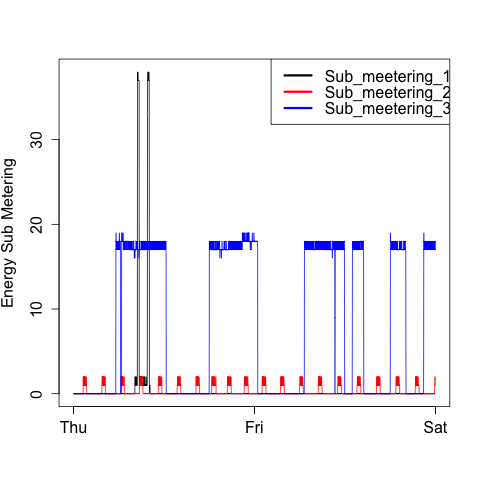 Sub_meetering_1
Sub_meetering_2
Sub_meetering_3
Energy Sub Metering
30
20
10
0
Thu Fri Sat